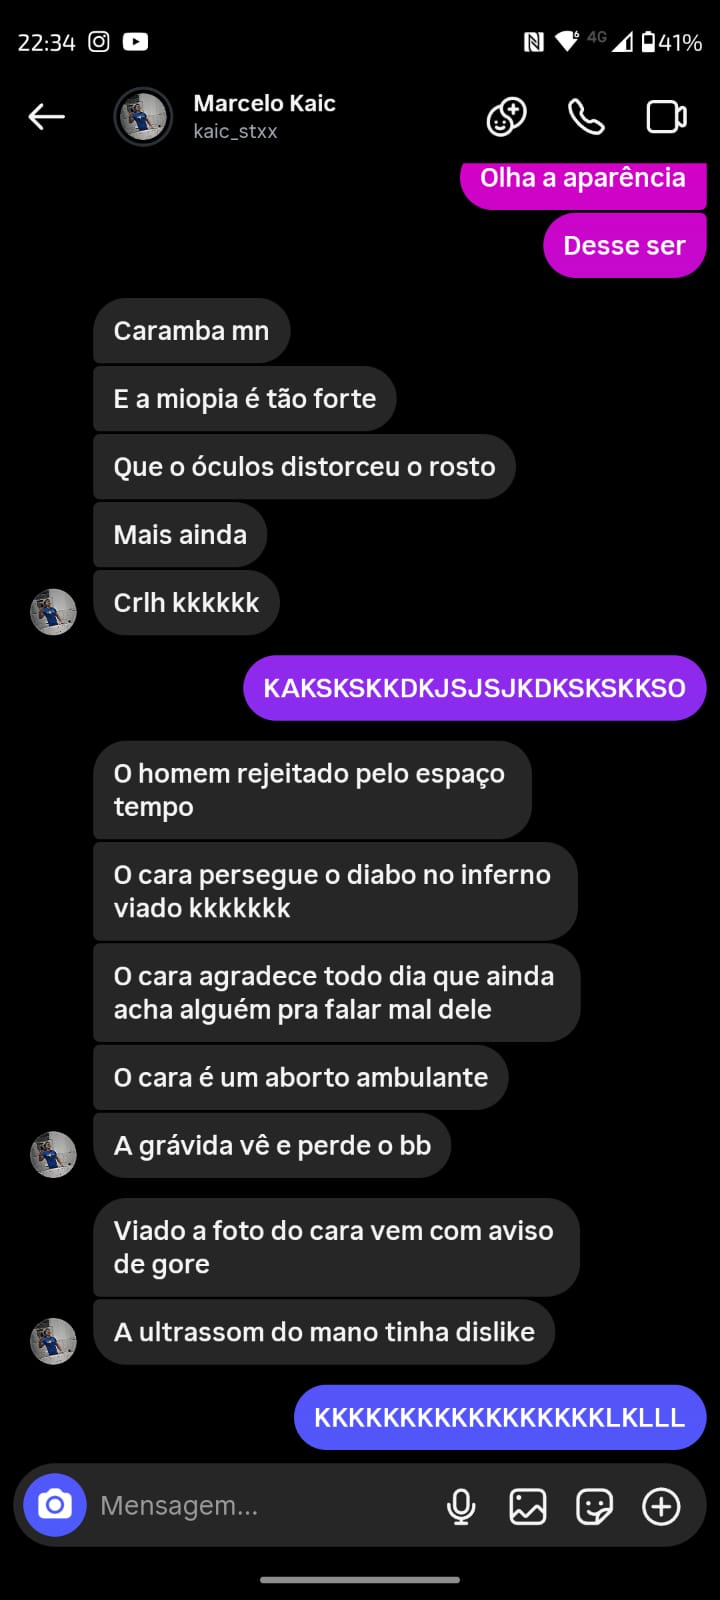 22:34
4G
41%
Marcelo Kaic
kaic_stxx
Olha a aparência
Desse ser
Caramba mn
E a miopia é tão forte
Que o óculos distorceu o rosto
Mais ainda
Crlh kkkkkk
KAKSKSKKDKJSJSJKDKSKSKKSO
O homem rejeitado pelo espaço
tempo
O cara persegue o diabo no inferno
viado kkkkkkk
O cara agradece todo dia que ainda
acha alguém pra falar mal dele
O cara é um aborto ambulante
A grávida vê e perde o bb
Viado a foto do cara vem com aviso
de gore
A ultrassom do mano tinha dislike
KKKKKKKKKKKKKKKKKLKLLL
Mensagem...